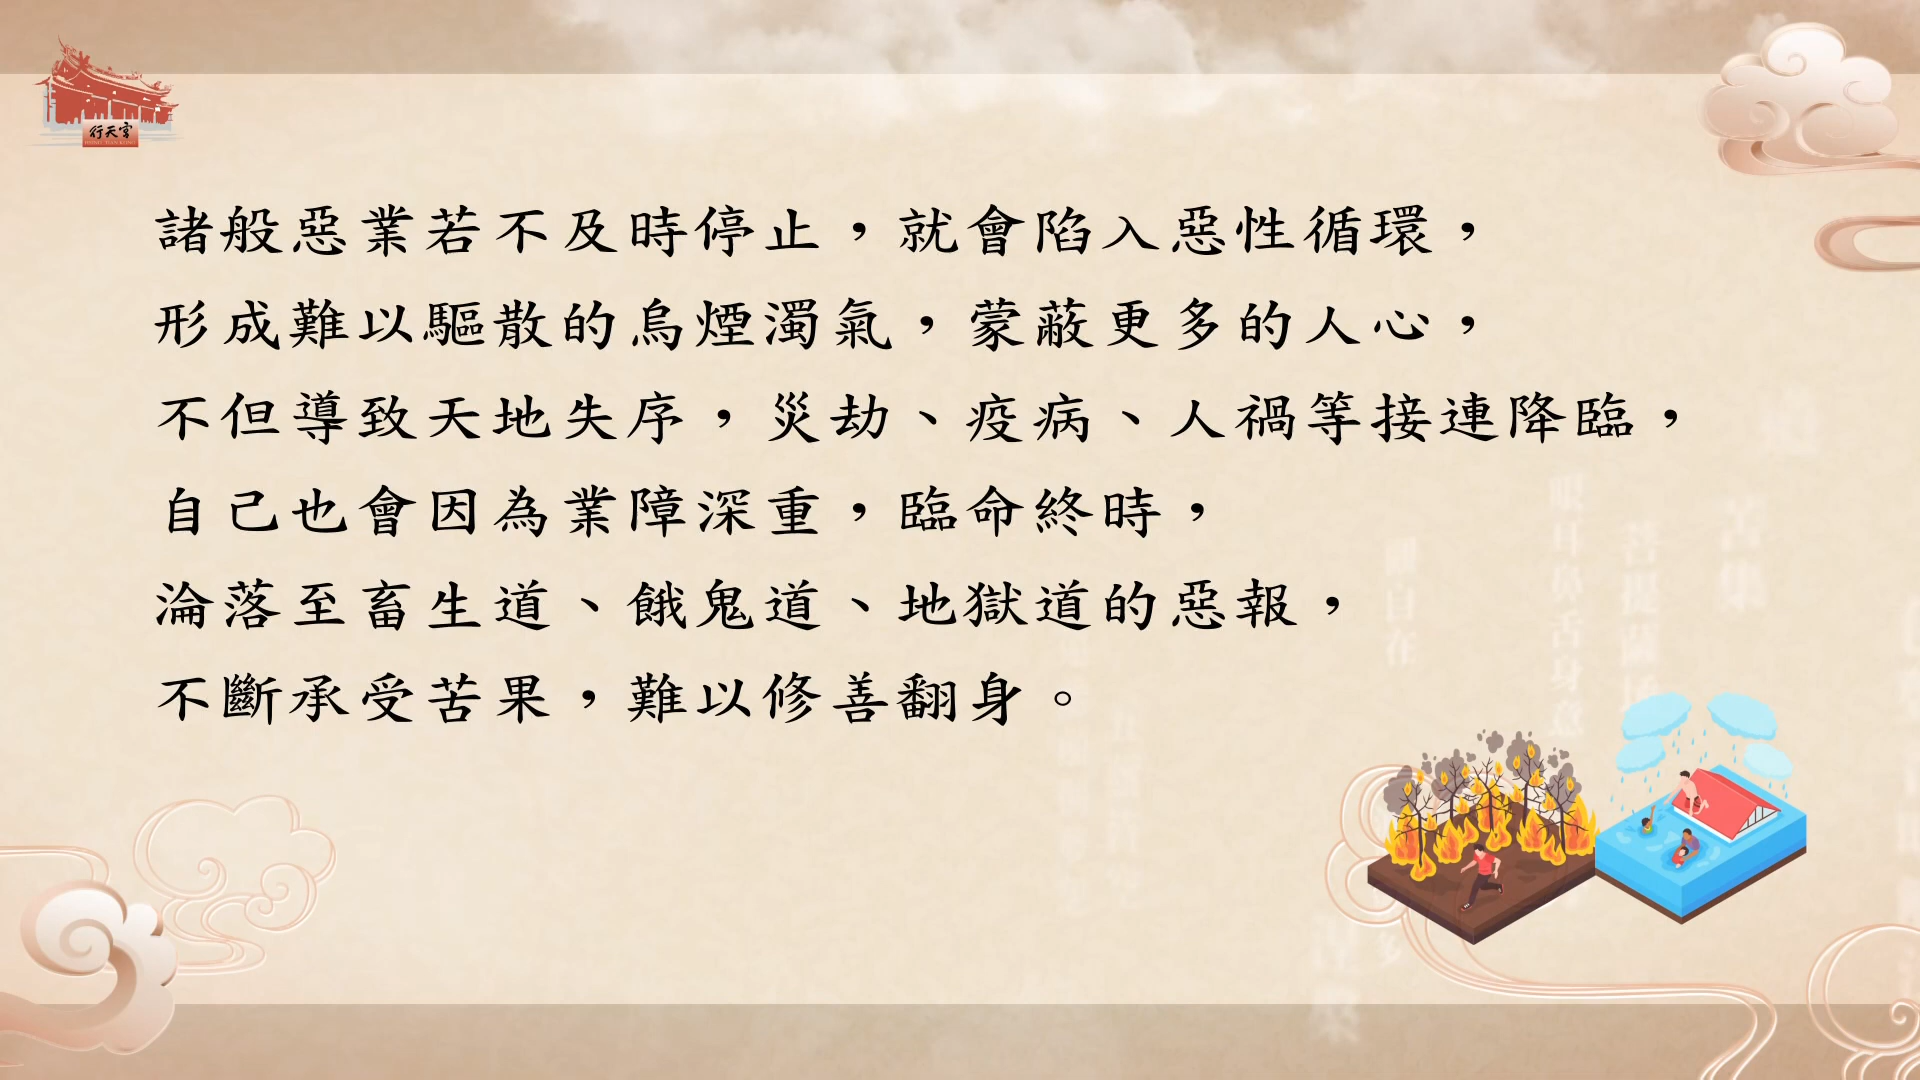 行天宮
HSING TIAN KONG
諸般惡業若不及時停止，就會陷入惡性循環，
形成難以驅散的烏煙濁氣，蒙蔽更多的人心，
不但導致天地失序，災劫、疫病、人禍等接連降臨，
自己也會因為業障深重，臨命終時，
淪落至畜生道、餓鬼道、地獄道的惡報，
不斷承受苦果，難以修善翻身。